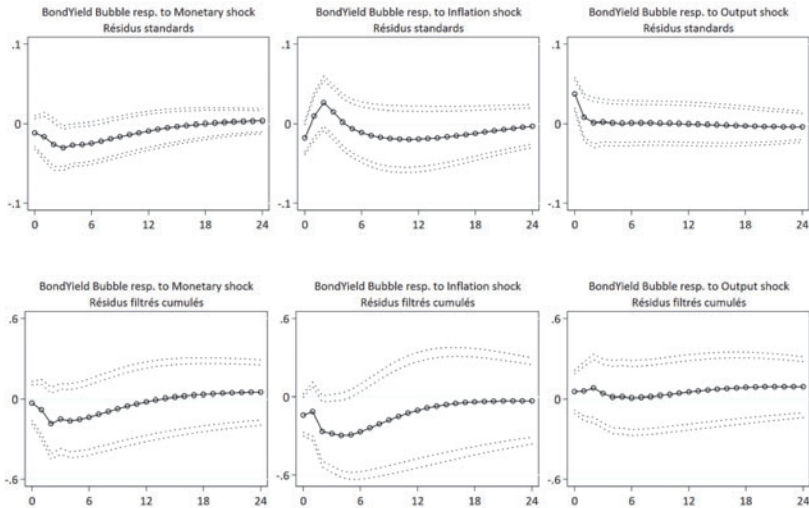 BondYield Bubble resp. to Monetary shock
Résidus standards
.1
0
-.1
0 6 12 18 24
BondYield Bubble resp. to Inflation shock
Résidus standards
.1
0
-.1
0 6 12 18 24
BondYield Bubble resp. to Output shock
Résidus standards
.1
0
-.1
0 6 12 18 24
BondYield Bubble resp. to Monetary shock
Résidus filtrés cumulés
.6
0
-.6
0 6 12 18 24
BondYield Bubble resp. to Inflation shock
Résidus filtrés cumulés
.6
0
-.6
0 6 12 18 24
BondYield Bubble resp. to Output shock
Résidus filtrés cumulés
.6
0
-.6
0 6 12 18 24